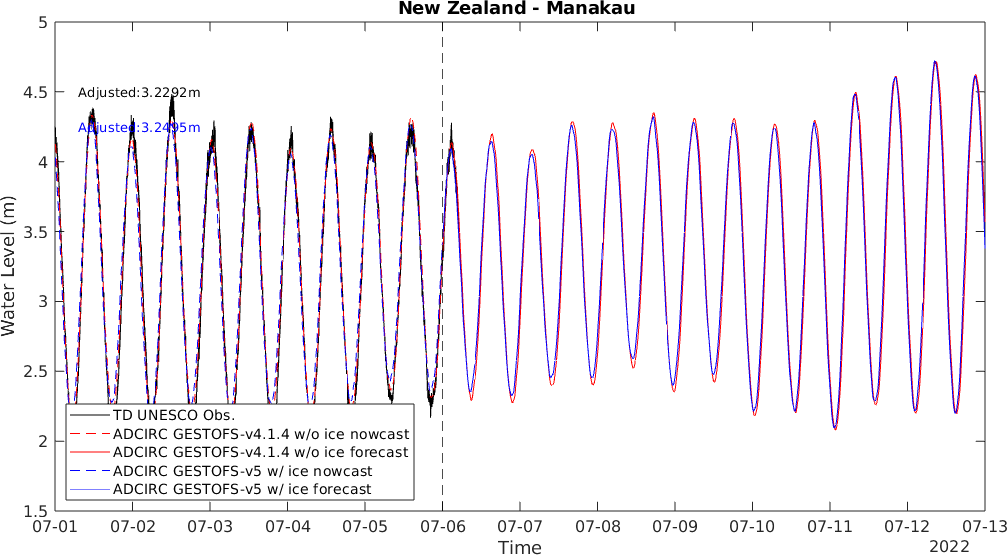 New Zealand - Manakau
5
4.5
4
3.5
3
2.5
2
1.5
Water Level (m)
Adjusted:3.2292m
Adjusted:3.2495m
TD UNESCO Obs.
ADCIRC GESTOFS-v4.1.4 w/o ice nowcast
ADCIRC GESTOFS-v4.1.4 w/o ice forecast
ADCIRC GESTOFS-v5 w/ ice nowcast
ADCIRC GESTOFS-v5 w/ ice forecast
07-01 07-02 07-03 07-04 07-05 07-06 07-07 07-08 07-09 07-10 07-11 07-12 07-13
Time
2022